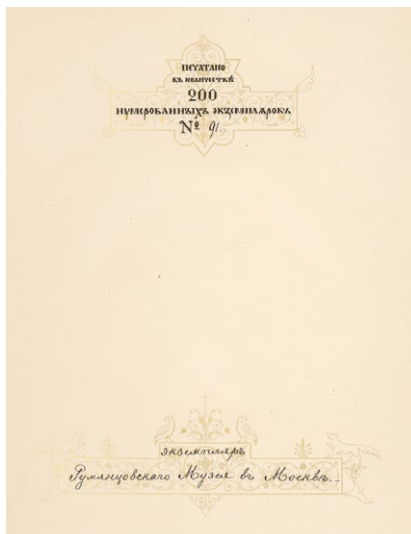 ПЕЧАТАНО
ВЪ КОЛИЧЕСТВѢ
200
НУМЕРОВАННЫХЪ ЭКЗЕМПЛЯРОВЪ
№ 91.
экземпляръ
Румянцовскаго Музея въ Москвѣ.